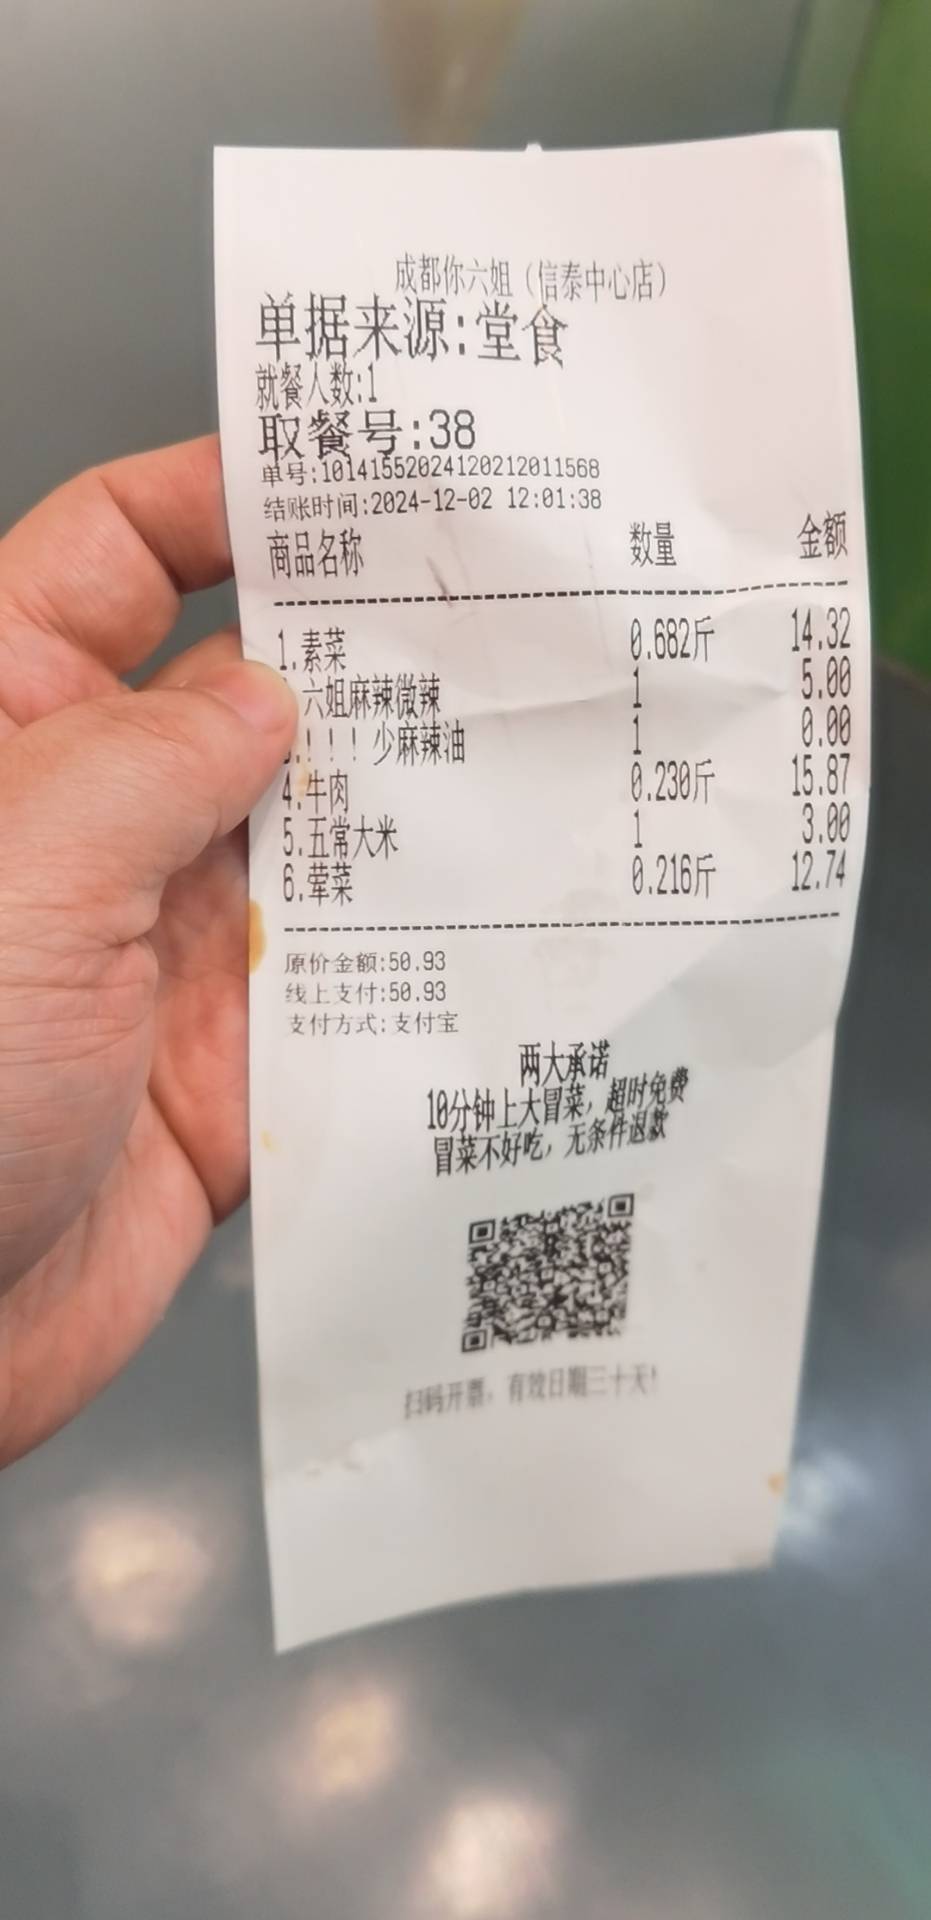 成都你六姐（信泰中心店）
单据来源:堂食
就餐人数:1
取餐号:38
单号:10141552024120212011568
结账时间:2024-12-02 12:01:38
商品名称 数量 金额
1.素菜 0.682斤 14.32
六姐麻辣微辣 1 5.00
.!!!少麻辣油 1 0.00
4.牛肉 0.230斤 15.87
5.五常大米 1 3.00
6.荤菜 0.216斤 12.74
原价金额:50.93
线上支付:50.93
支付方式:支付宝
两大承诺
10分钟上大冒菜，超时免费
冒菜不好吃，无条件退款
扫码开票，有效日期三十天!